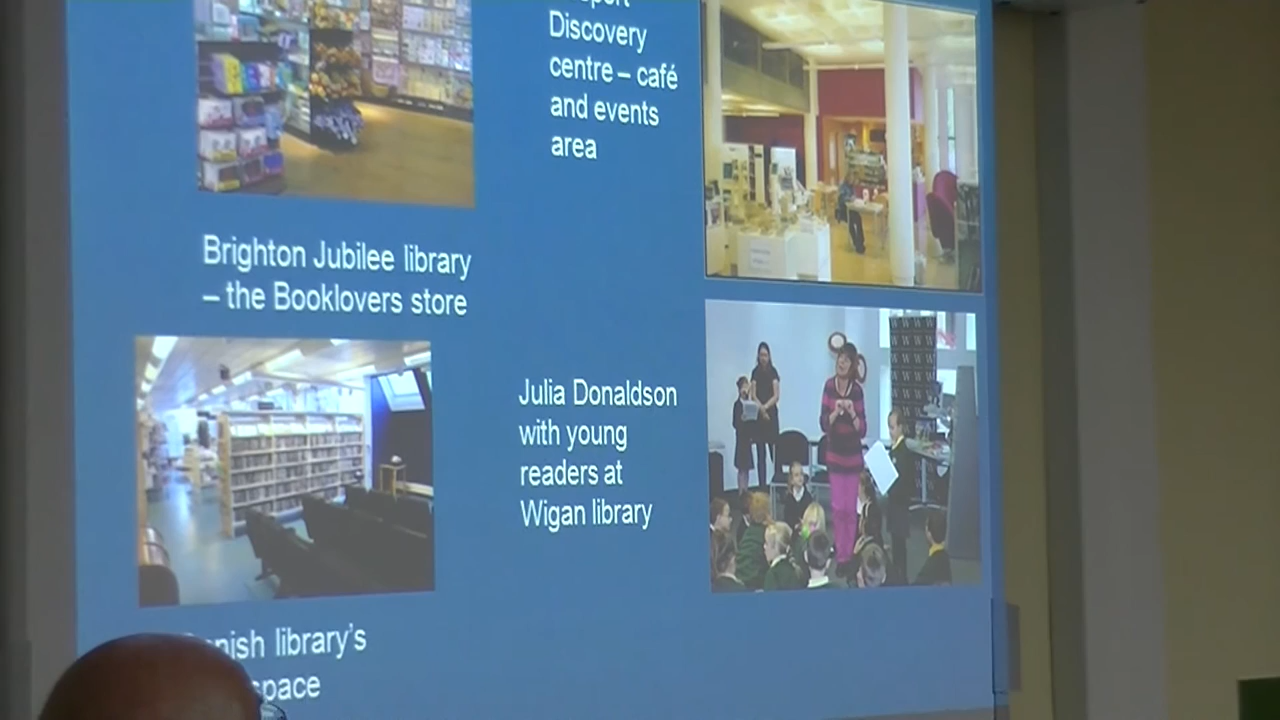 Discovery
centre – café
and events
area
Brighton Jubilee library
– the Booklovers store
Julia Donaldson
with young
readers at
Wigan library
library's
space